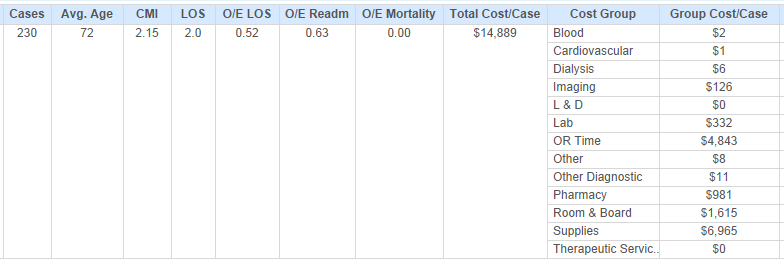 Cases Avg. Age CMI LOS O/E LOS O/E Readm O/E Mortality Total Cost/Case Cost Group Group Cost/Case
230 72 2.15 2.0 0.52 0.63 0.00 $14,889 Blood $2
Cardiovascular $1
Dialysis $6
Imaging $126
L & D $0
Lab $332
OR Time $4,843
Other $8
Other Diagnostic $11
Pharmacy $981
Room & Board $1,615
Supplies $6,965
Therapeutic Servic.. $0